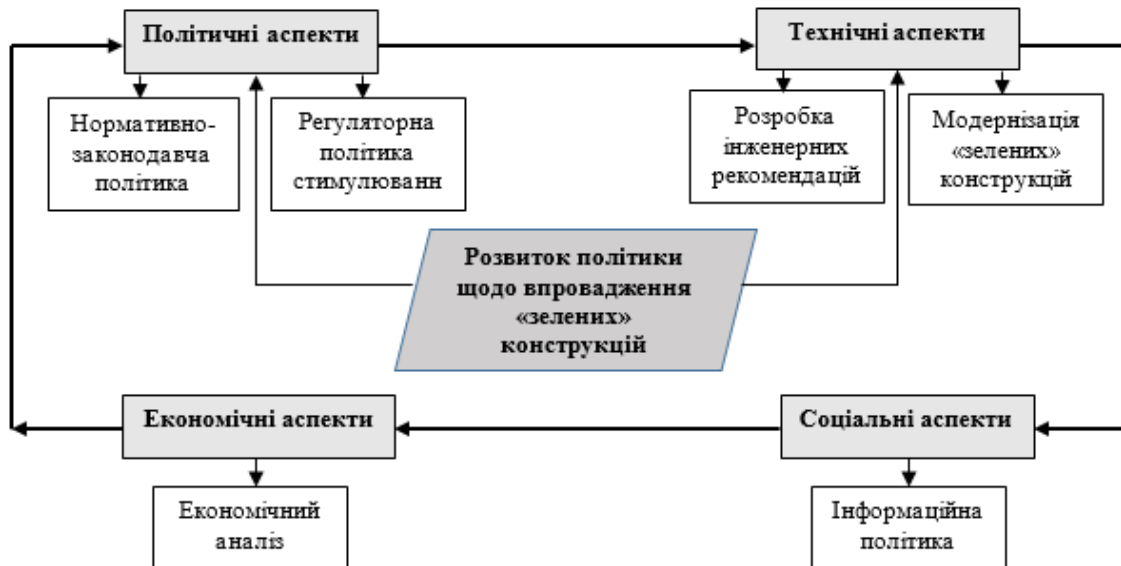 Політичні аспекти
Технічні аспекти
Нормативно-
законодавча
політика
Регуляторна
політика
стимулюванн
Розробка
інженерних
рекомендацій
Модернізація
«зелених»
конструкцій
Розвиток політики
щодо впровадження
«зелених»
конструкцій
Економічні аспекти
Соціальні аспекти
Економічний
аналіз
Інформаційна
політика